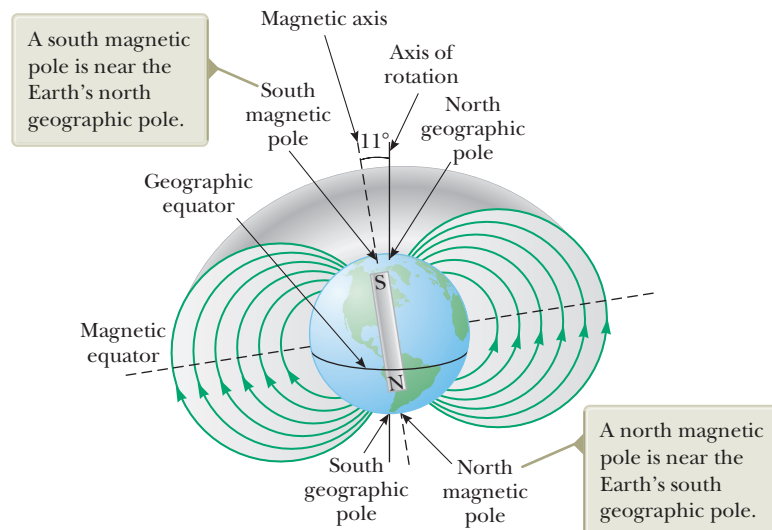 Magnetic axis
A south magnetic
pole is near the
Earth's north
geographic pole.
Axis of
rotation
South
magnetic
pole
North
geographic
pole
11°
Geographic
equator
S
Magnetic
equator
N
South
geographic
pole
North
magnetic
pole
A north magnetic
pole is near the
Earth's south
geographic pole.